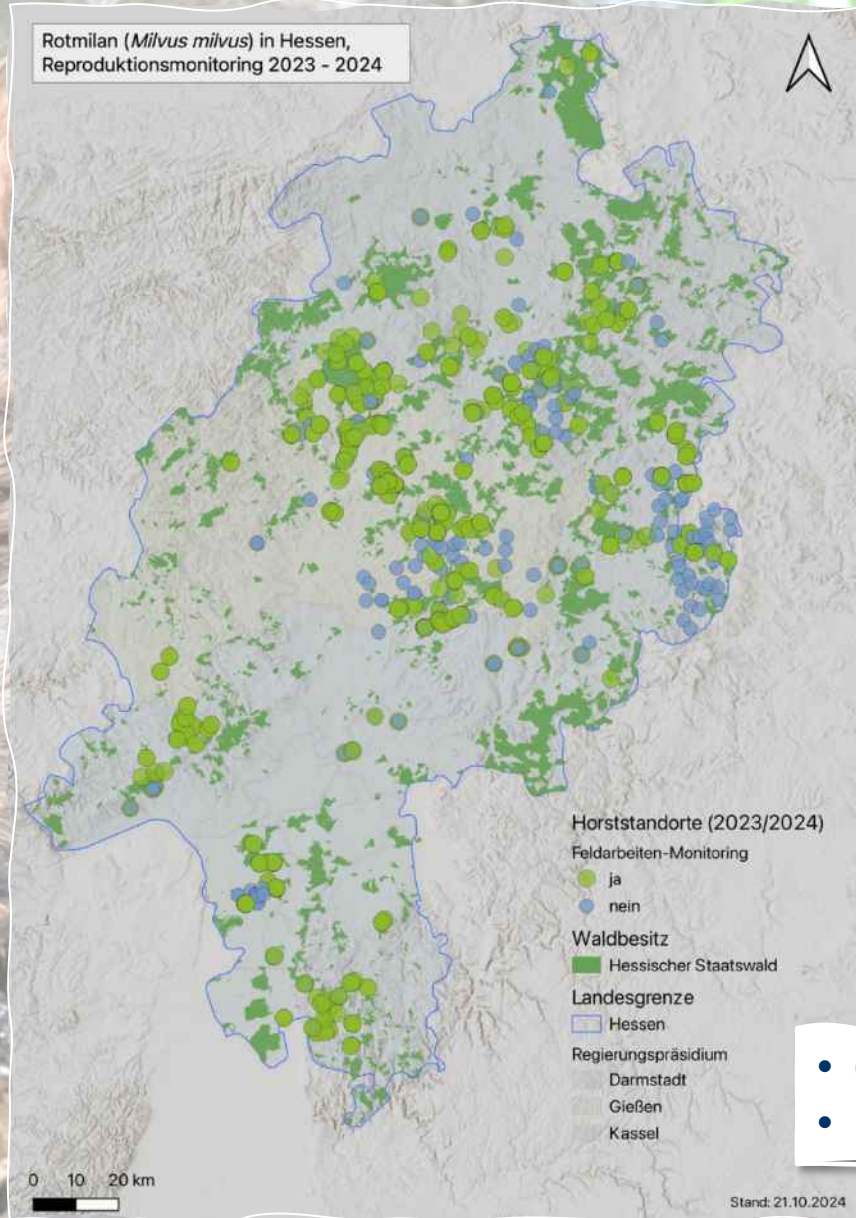 Rotmilan (Milvus milvus) in Hessen,
Reproduktionsmonitoring 2023 - 2024
Horststandorte (2023/2024)
Feldarbeiten-Monitoring
ja
nein
Waldbesitz
Hessischer Staatswald
Landesgrenze
Hessen
Regierungspräsidium
Darmstadt
Gießen
Kassel
0 10 20 km
Stand: 21.10.2024